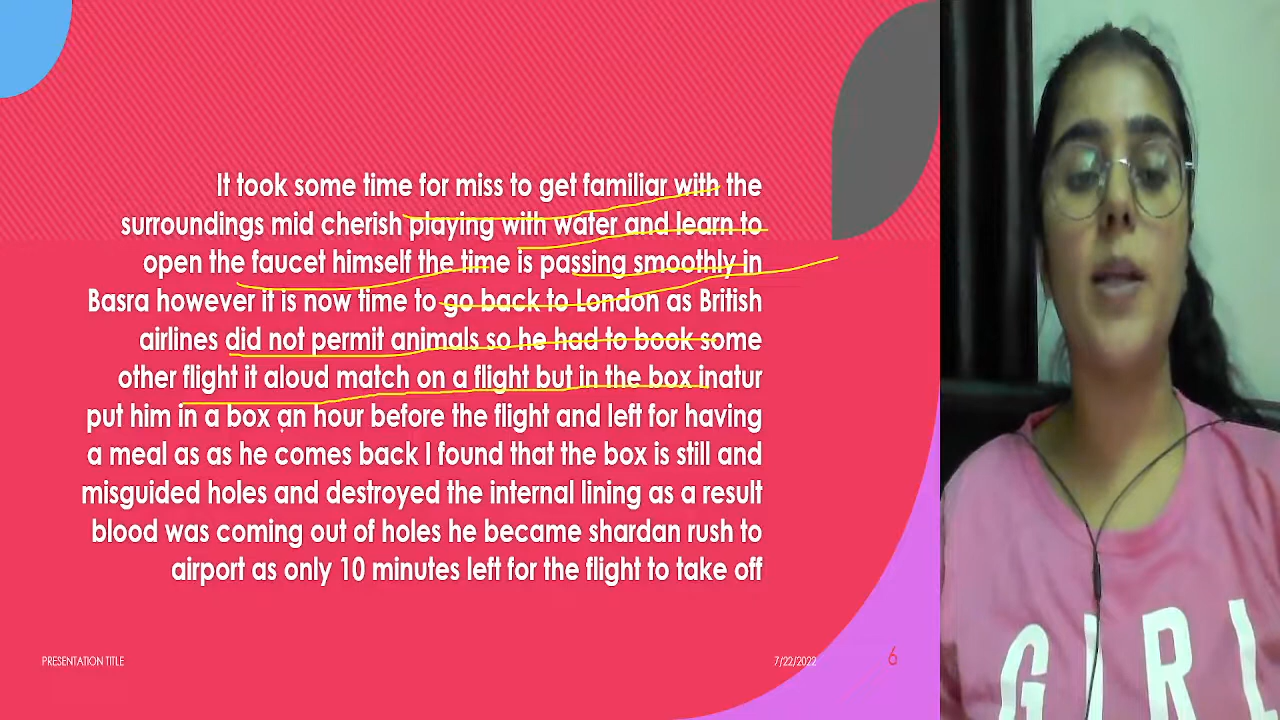 It took some time for miss to get familiar with the
surroundings mid cherish playing with water and learn to
open the faucet himself the time is passing smoothly in
Basra however it is now time to go back to London as British
airlines did not permit animals so he had to book some
other flight it aloud match on a flight but in the box inatur
put him in a box an hour before the flight and left for having
a meal as as he comes back I found that the box is still and
misguided holes and destroyed the internal lining as a result
blood was coming out of holes he became shardan rush to
airport as only 10 minutes left for the flight to take off
PRESENTATION TITLE
7/22/2022
6
GIRL